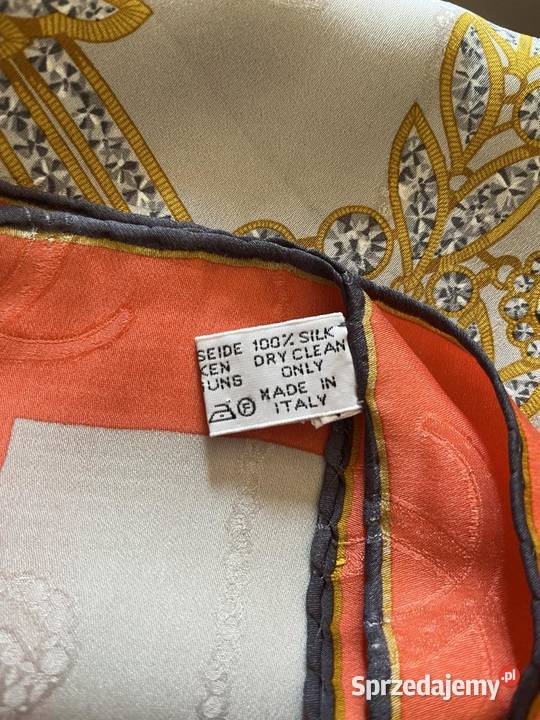 SEIDE 100% SILK
KEN DRY CLEAN
UNG ONLY
MADE IN
F ITALY
Sprzedajemy.pl